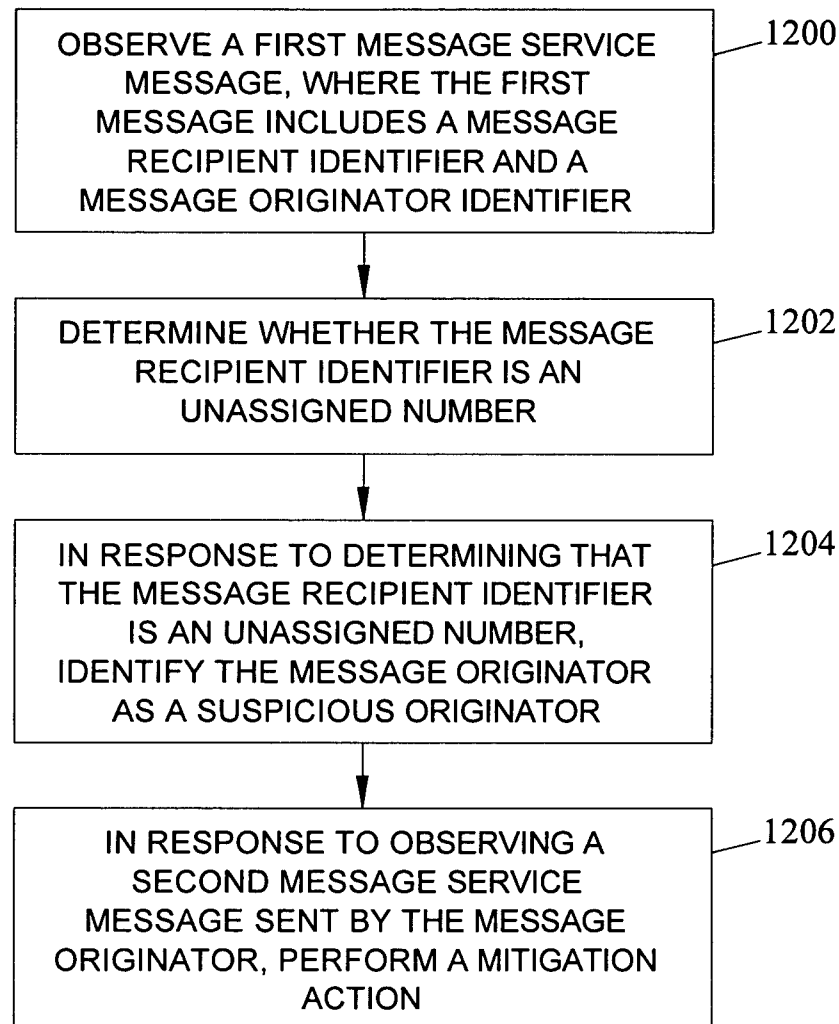 OBSERVE A FIRST MESSAGE SERVICE
MESSAGE, WHERE THE FIRST
MESSAGE INCLUDES A MESSAGE
RECIPIENT IDENTIFIER AND A
MESSAGE ORIGINATOR IDENTIFIER
1200
DETERMINE WHETHER THE MESSAGE
RECIPIENT IDENTIFIER IS AN
UNASSIGNED NUMBER
1202
IN RESPONSE TO DETERMINING THAT
THE MESSAGE RECIPIENT IDENTIFIER
IS AN UNASSIGNED NUMBER,
IDENTIFY THE MESSAGE ORIGINATOR
AS A SUSPICIOUS ORIGINATOR
1204
IN RESPONSE TO OBSERVING A
SECOND MESSAGE SERVICE
MESSAGE SENT BY THE MESSAGE
ORIGINATOR, PERFORM A MITIGATION
ACTION
1206